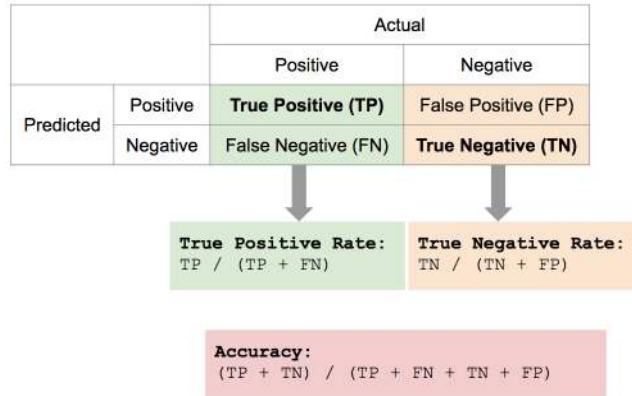 Actual
Positive Negative
Predicted Positive True Positive (TP) False Positive (FP)
Negative False Negative (FN) True Negative (TN)
True Positive Rate: True Negative Rate:
TP / (TP + FN) TN / (TN + FP)
Accuracy:
(TP + TN) / (TP + FN + TN + FP)